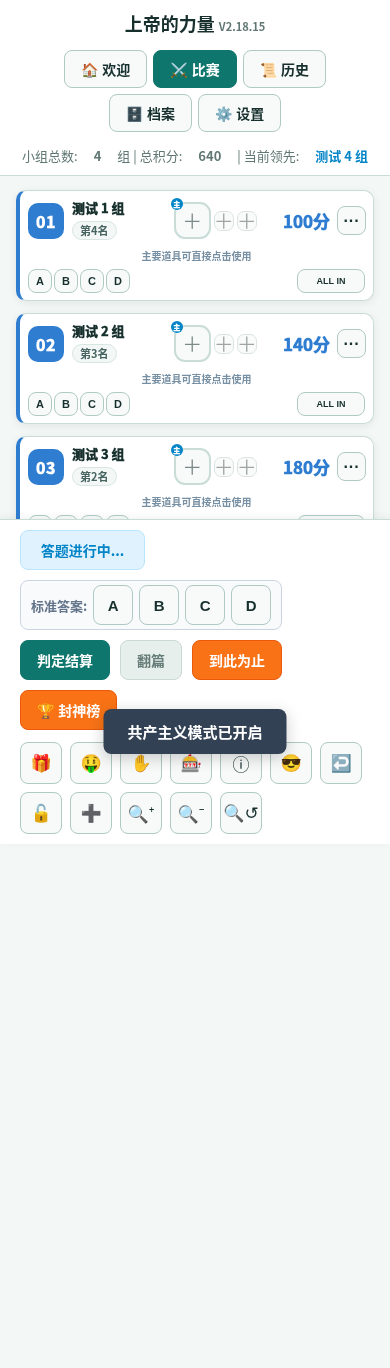 上帝的力量 V2.18.15
🏠 欢迎
⚔️ 比赛
📜 历史
🗄️ 档案
⚙️ 设置
小组总数: 4 组 | 总积分: 640 | 当前领先: 测试 4 组
01
测试 1 组
第4名
主
100分
···
主要道具可直接点击使用
A B C D
ALL IN
02
测试 2 组
第3名
主
140分
···
主要道具可直接点击使用
A B C D
ALL IN
03
测试 3 组
第2名
主
180分
···
主要道具可直接点击使用
答题进行中...
标准答案: A B C D
判定结算
翻篇
到此为止
🏆 封神榜
共产主义模式已开启